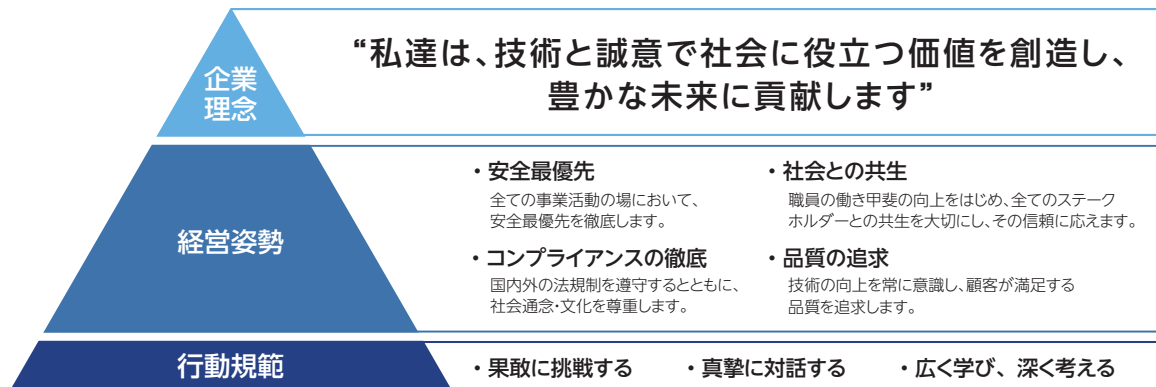 企業
理念
“私達は、技術と誠意で社会に役立つ価値を創造し、
豊かな未来に貢献します”
経営姿勢
・安全最優先
全ての事業活動の場において、
安全最優先を徹底します。
・社会との共生
職員の働き甲斐の向上をはじめ、全てのステーク
ホルダーとの共生を大切にし、その信頼に応えます。
・コンプライアンスの徹底
国内外の法規制を遵守するとともに、
社会通念・文化を尊重します。
・品質の追求
技術の向上を常に意識し、顧客が満足する
品質を追求します。
行動規範
・果敢に挑戦する ・真摯に対話する ・広く学び、深く考える